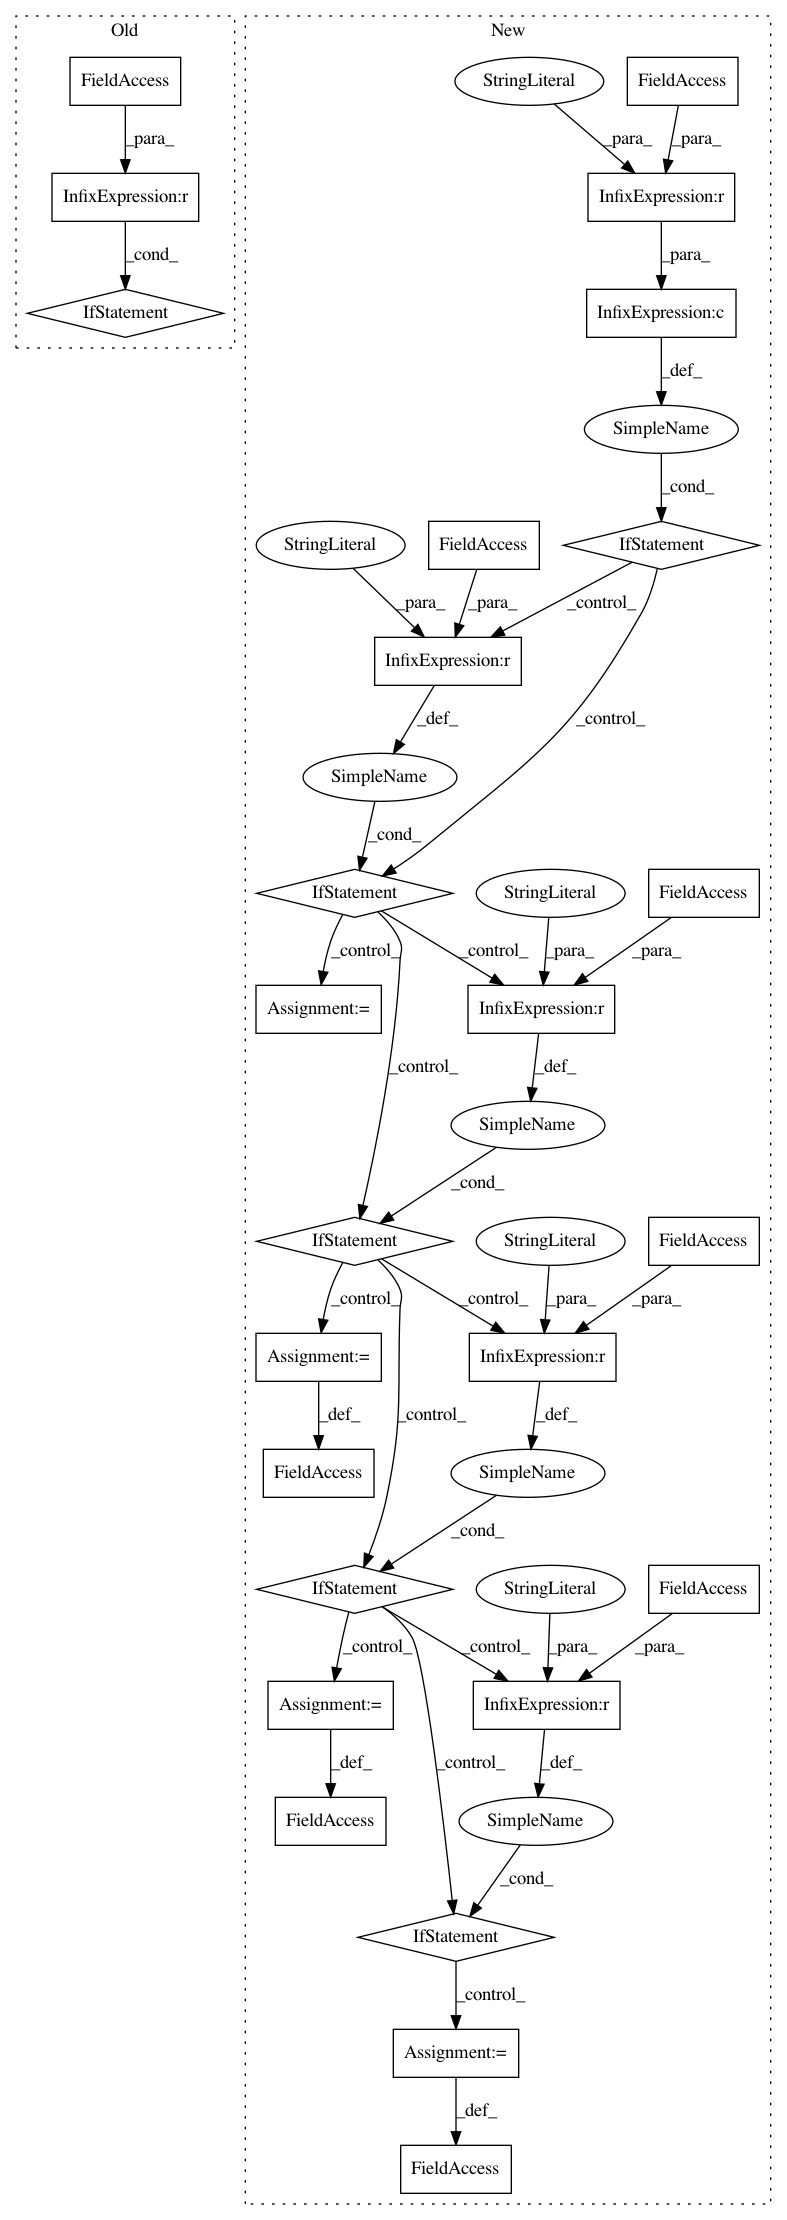 Old
New
FieldAccess
StringLiteral
FieldAccess
_para_
_para_
_para_
InfixExpression:r
InfixExpression:r
_cond_
_para_
IfStatement
InfixExpression:c
_def_
SimpleName
_cond_
StringLiteral
FieldAccess
IfStatement
_para_
_para_
_control_
InfixExpression:r
_def_
_control_
SimpleName
_cond_
IfStatement
StringLiteral
FieldAccess
_control_
_control_
_para_
_para_
Assignment:=
InfixExpression:r
_control_
_def_
SimpleName
_cond_
IfStatement
StringLiteral
FieldAccess
_control_
_control_
_para_
_para_
Assignment:=
InfixExpression:r
_def_
_control_
_def_
FieldAccess
SimpleName
_cond_
IfStatement
StringLiteral
FieldAccess
_control_
_control_
_para_
_para_
Assignment:=
InfixExpression:r
_def_
_control_
_def_
FieldAccess
SimpleName
_cond_
IfStatement
_control_
Assignment:=
_def_
FieldAccess